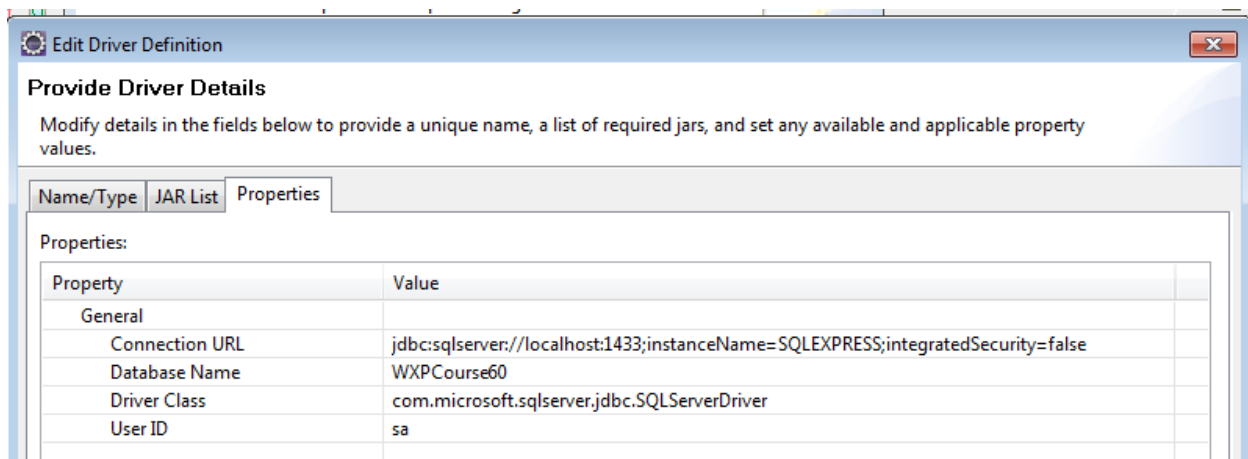 Edit Driver Definition
Provide Driver Details
Modify details in the fields below to provide a unique name, a list of required jars, and set any available and applicable property
values.
Name/Type JAR List Properties
Properties:
Property Value
General
Connection URL jdbc:sqlserver://localhost:1433;instanceName=SQLEXPRESS;integratedSecurity=false
Database Name WXPCourse60
Driver Class com.microsoft.sqlserver.jdbc.SQLServerDriver
User ID sa